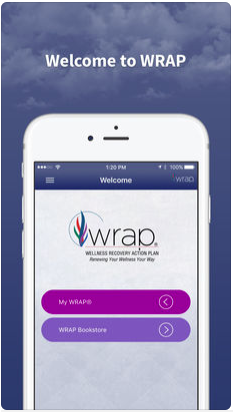 Welcome to WRAP
1:20 PM
100%
Welcome
wrap
wrap®
WELLNESS RECOVERY ACTION PLAN
Renewing Your Wellness Your Way
My WRAP®
WRAP Bookstore